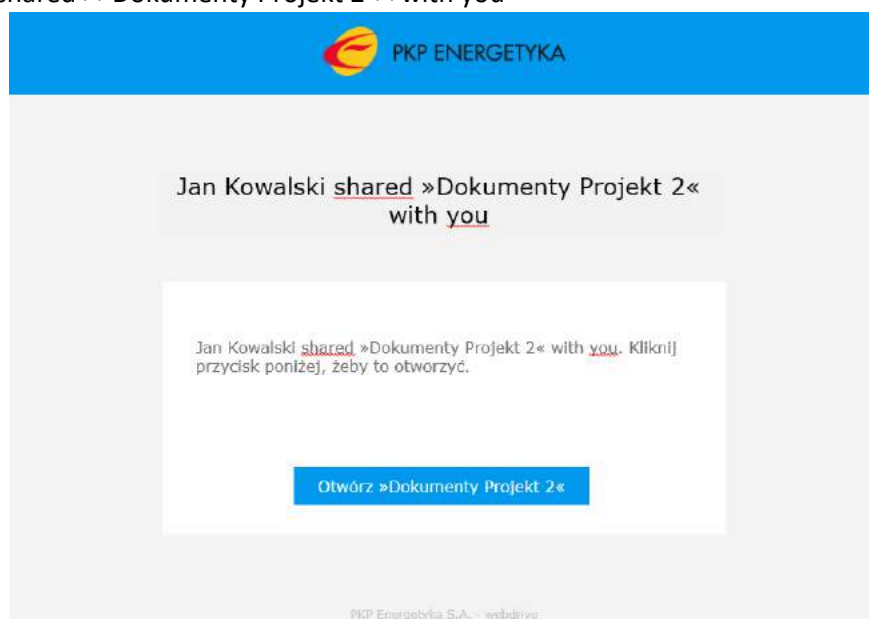 shared >> Dokumenty Projekt 2 << with you
PKP ENERGETYKA
Jan Kowalski shared »Dokumenty Projekt 2«
with you
Jan Kowalski shared »Dokumenty Projekt 2« with you. Kliknij
przycisk poniżej, żeby to otworzyć.
Otwórz »Dokumenty Projekt 2«
PKP Energetyka S.A. - webdrive